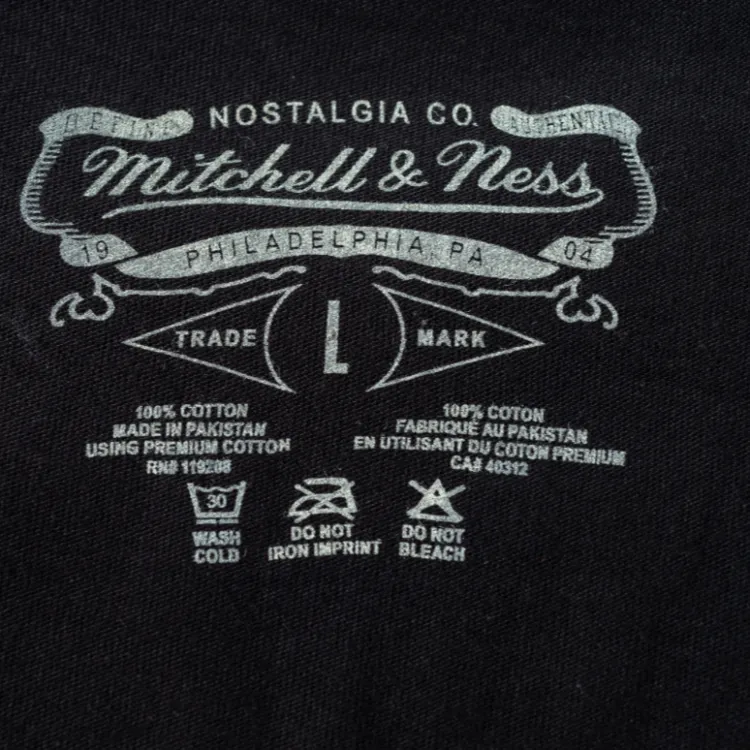 NOSTALGIA CO.
Mitchell & Ness
19 PHILADELPHIA, PA. 04
TRADE L MARK
100% COTTON
MADE IN PAKISTAN
USING PREMIUM COTTON
RN# 119208
100% COTON
FABRIQUÉ AU PAKISTAN
EN UTILISANT DU COTON PREMIUM
CA# 40312
30
WASH
COLD
DO NOT
IRON IMPRINT
DO NOT
BLEACH